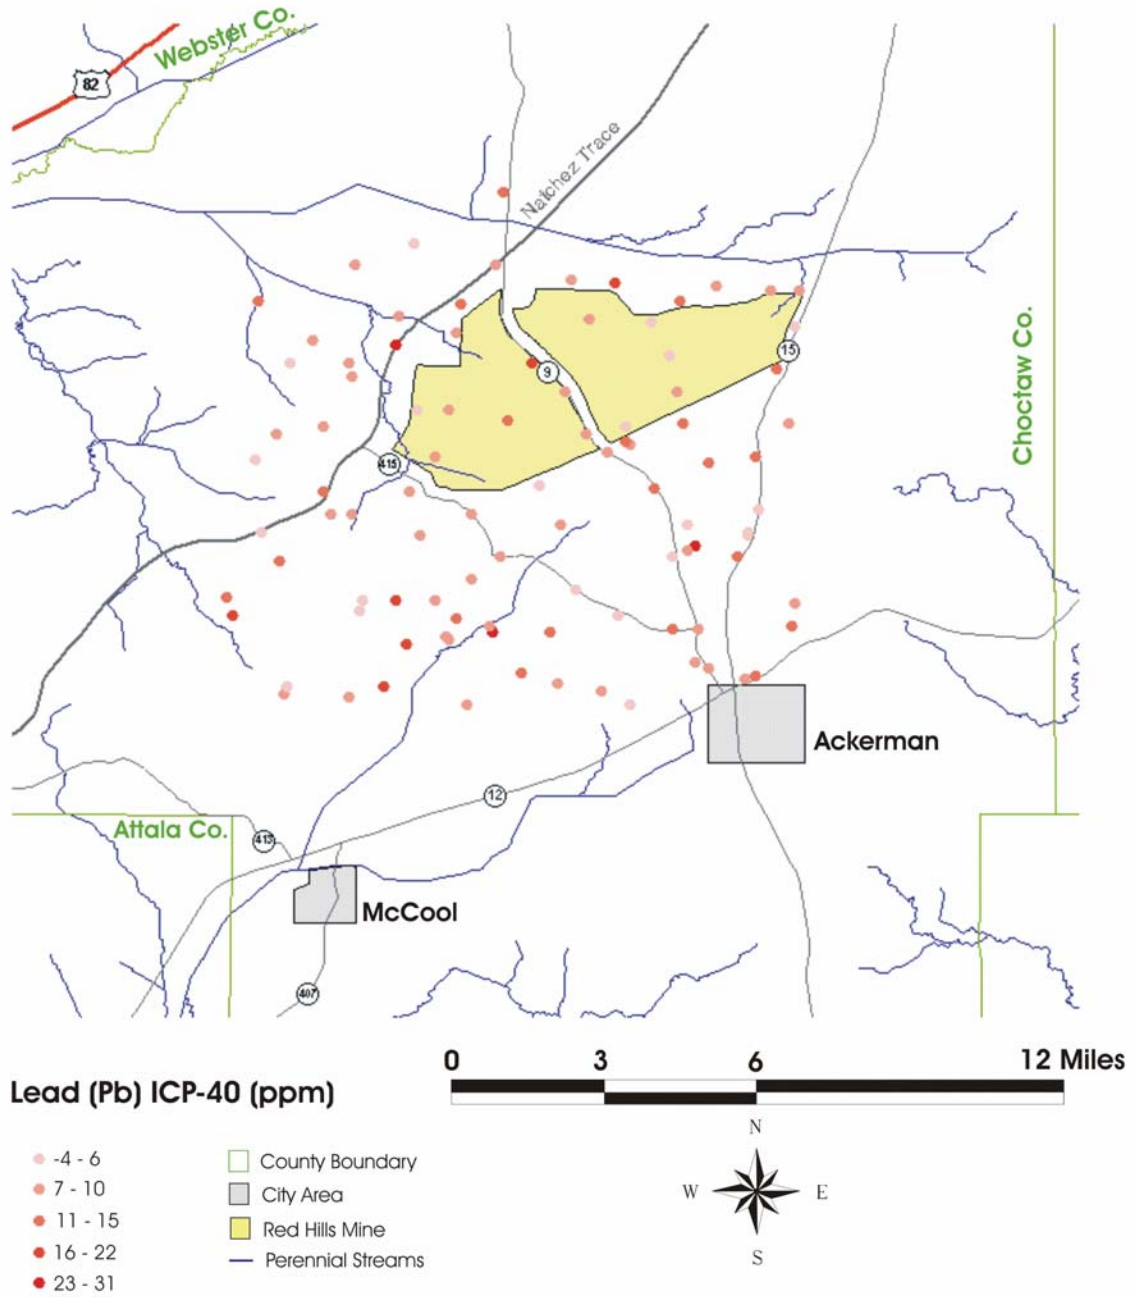 Webster Co.
82
Natchez Trace
15
9
Choctaw Co.
415
Ackerman
12
Attala Co.
413
McCool
407
0 3 6 12 Miles
Lead (Pb) ICP-40 (ppm)
N
W E
S
-4 - 6
7 - 10
11 - 15
16 - 22
23 - 31
County Boundary
City Area
Red Hills Mine
Perennial Streams